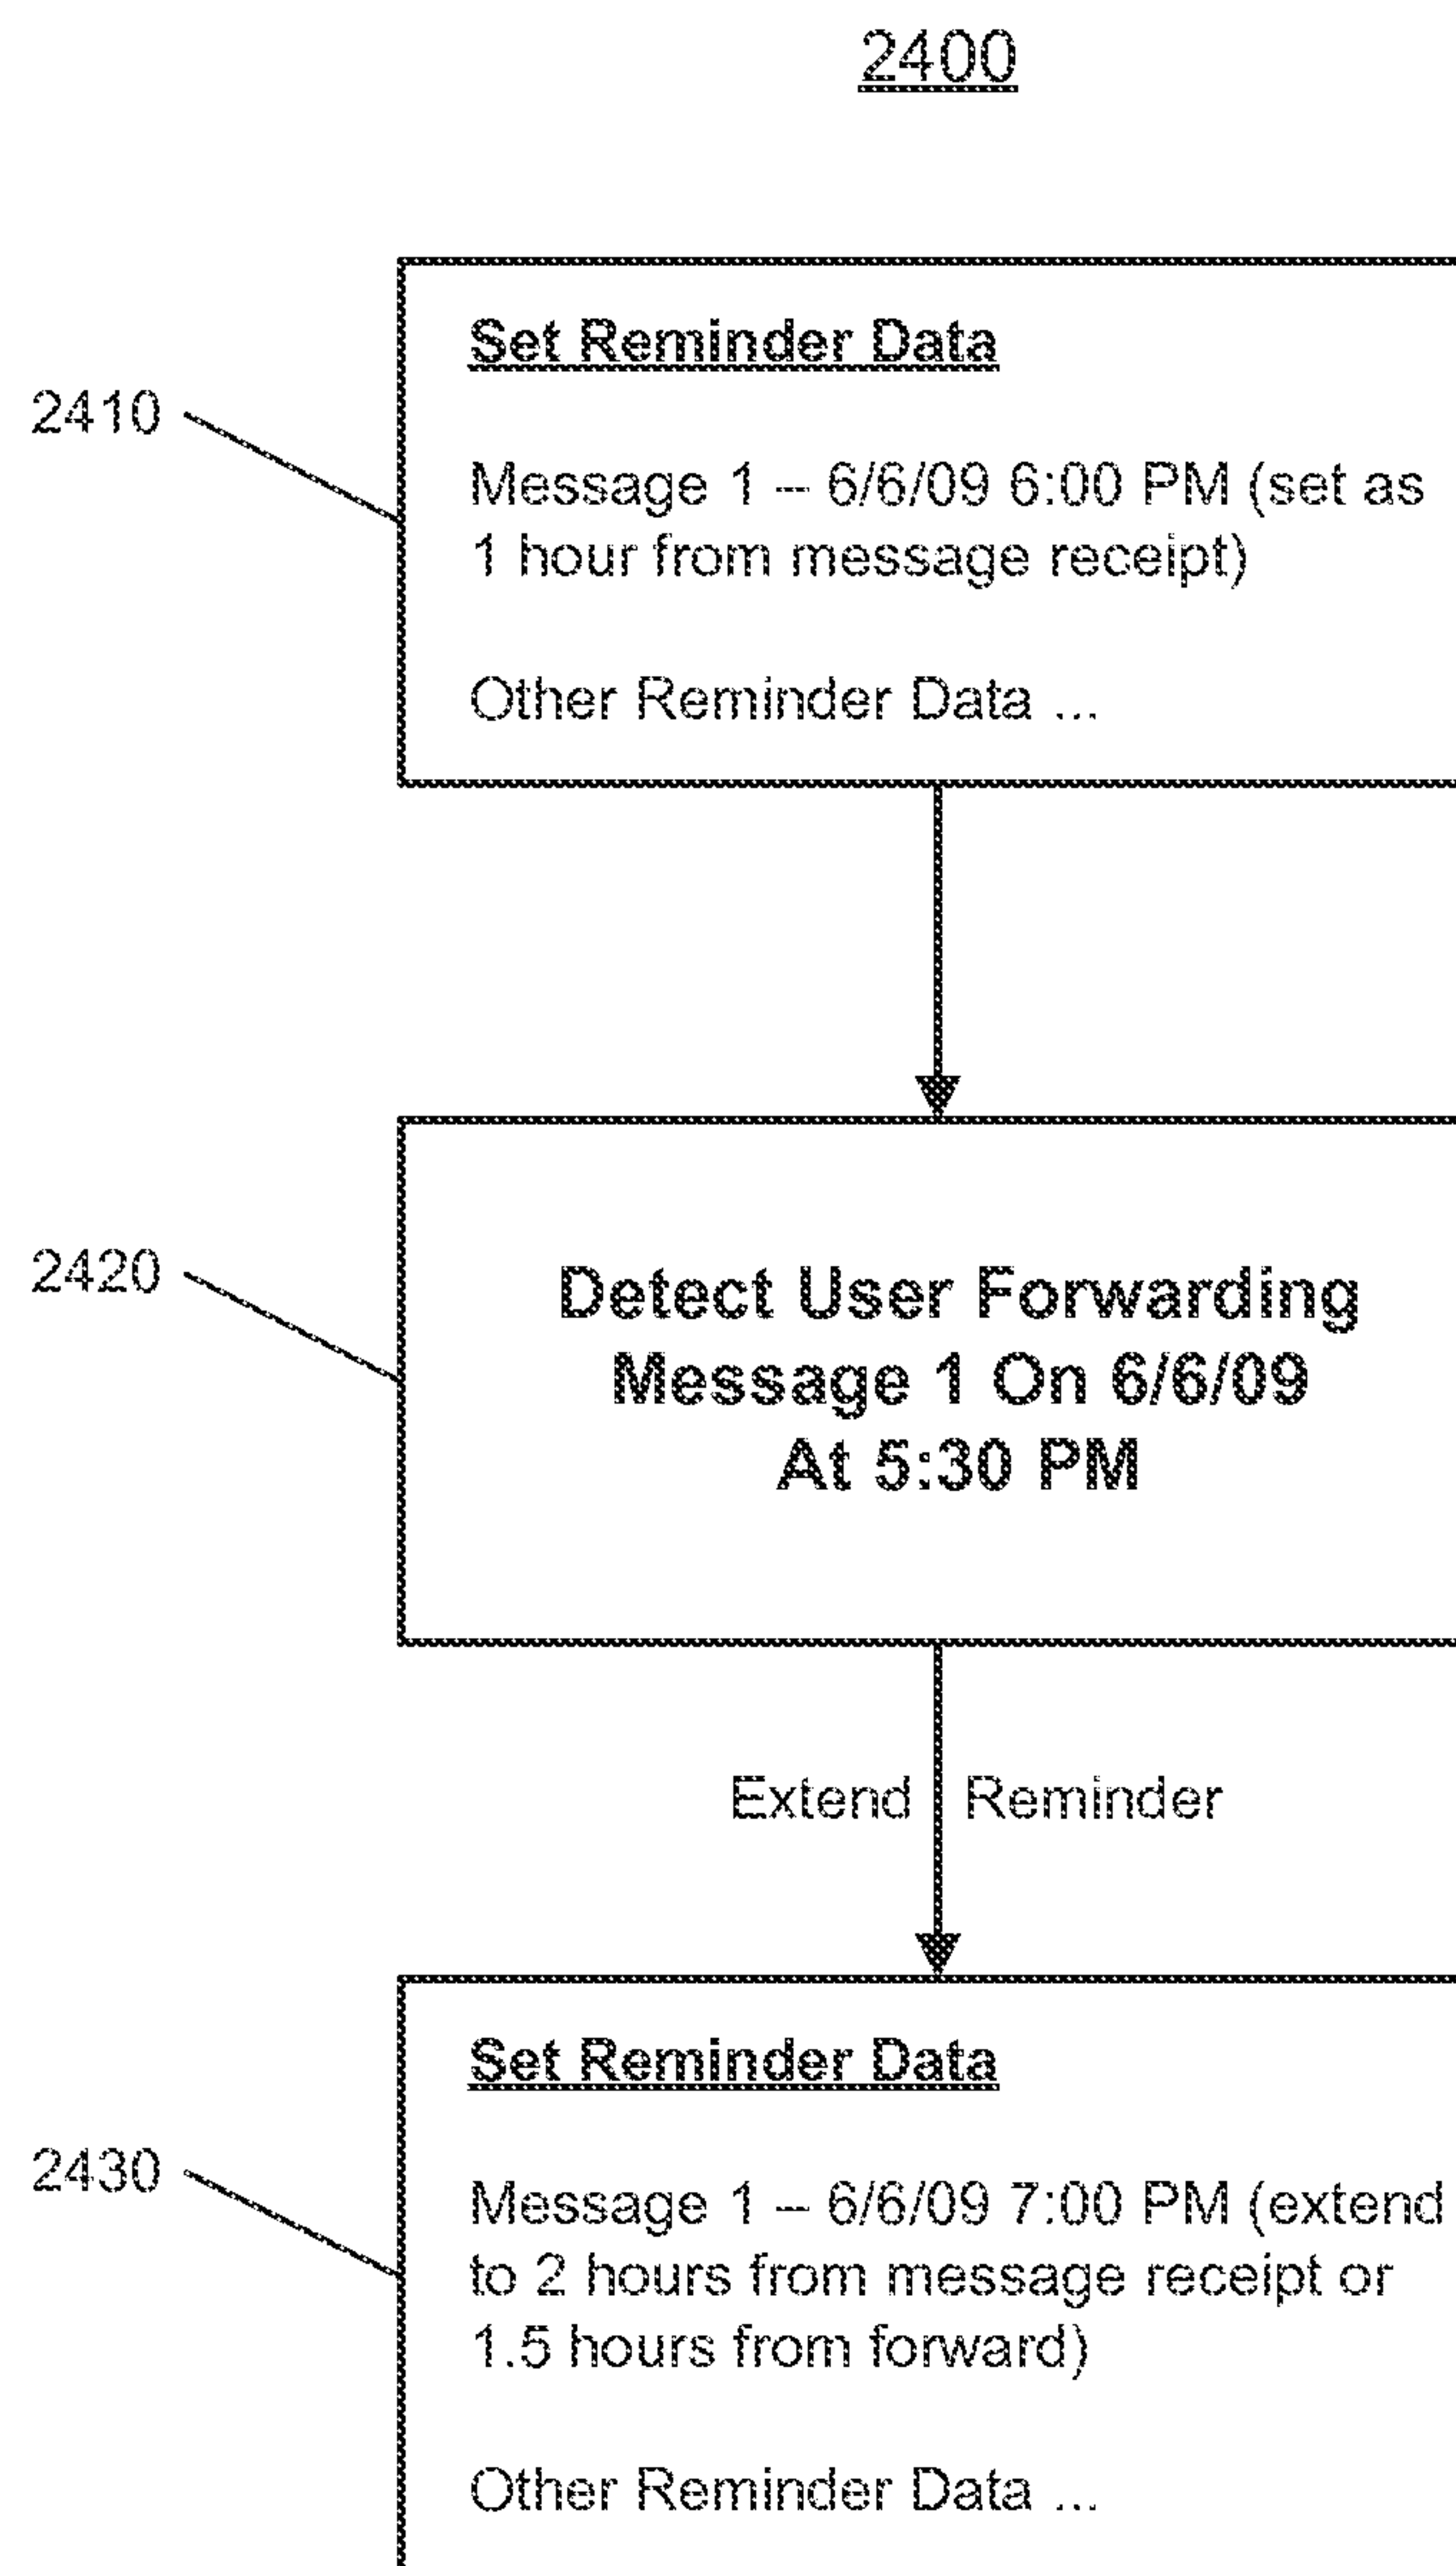 2400
Set Reminder Data
2410
Message 1 -- 6/6/09 6:00 PM (set as
1 hour from message receipt)
Other Reminder Data ...
2420
Detect User Forwarding
Message 1 On 6/6/09
At 5:30 PM
Extend Reminder
Set Reminder Data
2430
Message 1 -- 6/6/09 7:00 PM (extend
to 2 hours from message receipt or
1.5 hours from forward)
Other Reminder Data ...